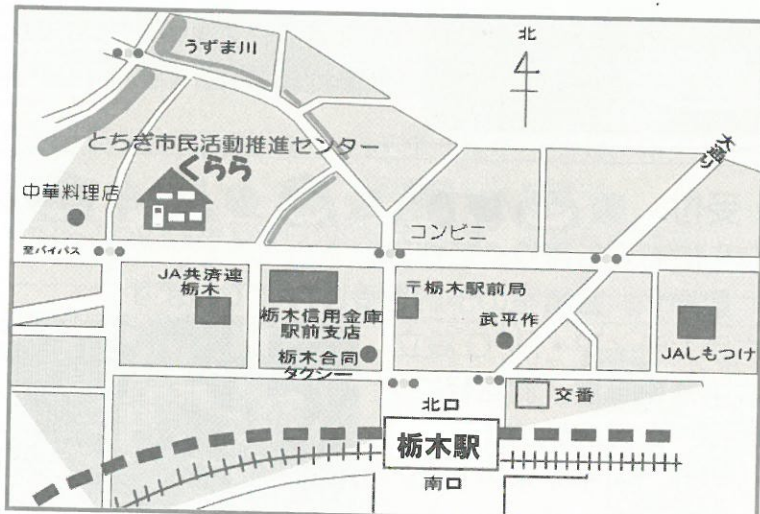 うずま川
北
大通り
とちぎ市民活動推進センター
くらら
中華料理店
コンビニ
至バイパス
JA共済連
栃木
栃木信用金庫
駅前支店
〒栃木駅前局
武平作
JAしもつけ
栃木合同
タクシー
交番
北口
栃木駅
南口